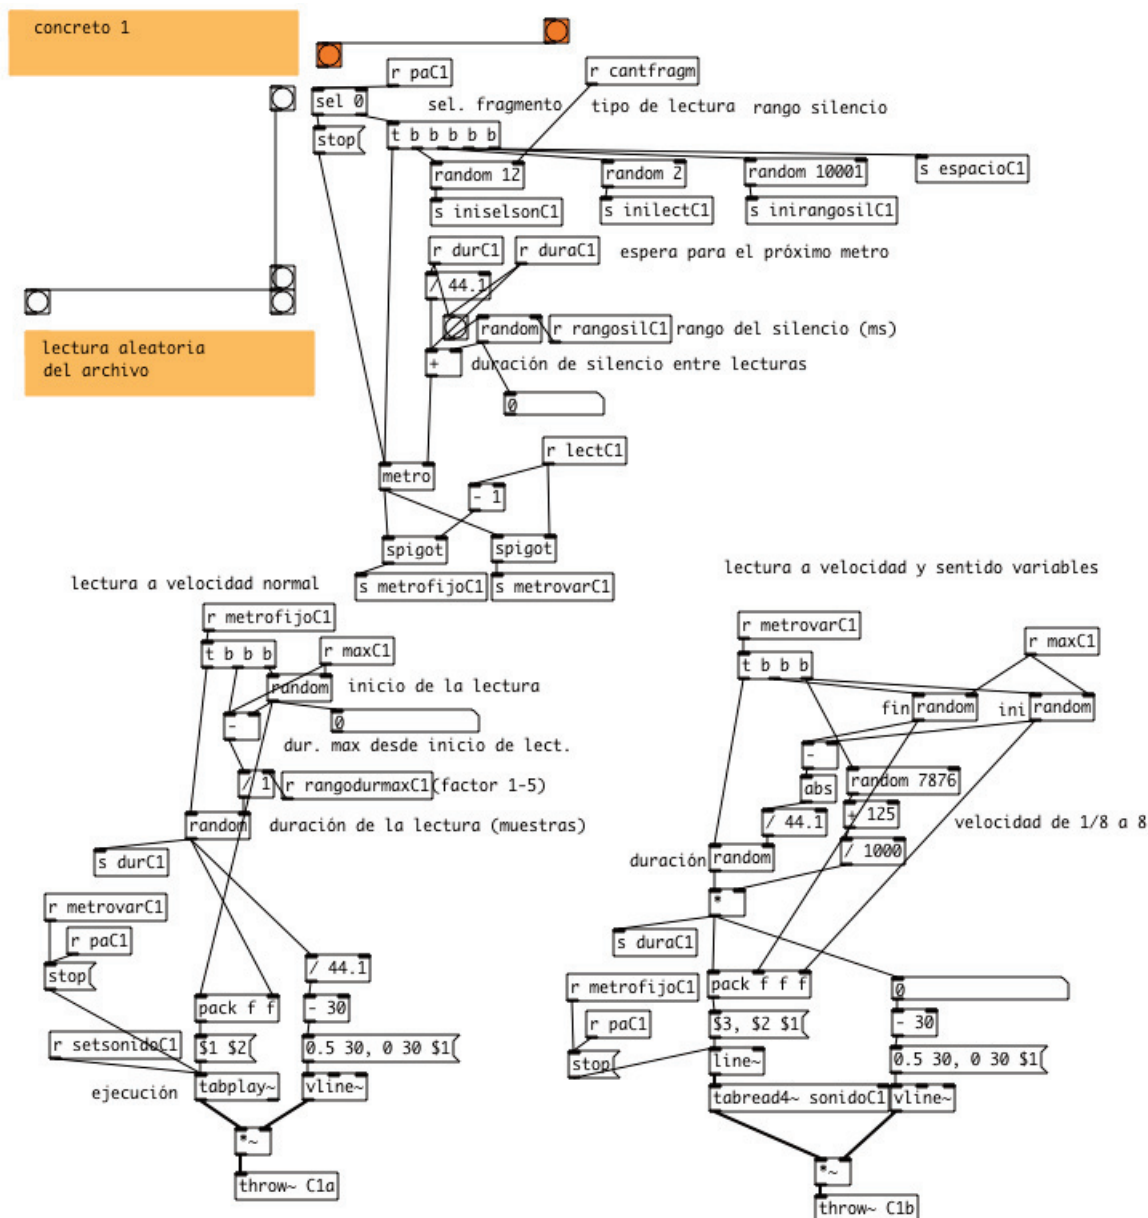 concreto 1
r paC1
r cantfragm
sel 0
sel. fragmento
tipo de lectura
rango silencio
stop
t b b b b b
random 12
random 2
random 10001
s espacioC1
s iniselsonC1
s inilectC1
s inirangosilC1
r durC1
r duraC1
espera para el próximo metro
/ 44.1
random
r rangosilC1
rango del silencio (ms)
lectura aleatoria
del archivo
+
duración de silencio entre lecturas
0
r lectC1
metro
- 1
spigot
spigot
s metrofijoC1
s metrovarC1
lectura a velocidad normal
r metrofijoC1
t b b b
r maxC1
random
inicio de la lectura
-
0
dur. max desde inicio de lect.
/ 1
r rangodurmaxC1
(factor 1-5)
random
duración de la lectura (muestras)
s durC1
r metrovarC1
r paC1
stop
/ 44.1
pack f f
- 30
r setsonidoC1
$1 $2
0.5 30, 0 30 $1
ejecución
tabplay~
vline~
*~
throw~ C1a
lectura a velocidad y sentido variables
r metrovarC1
r maxC1
t b b b
fin
random
ini
random
-
abs
random 7876
/ 44.1
+ 125
velocidad de 1/8 a 8
duración
random
/ 1000
*
s duraC1
r metrofijoC1
pack f f f
0
r paC1
$3, $2 $1
- 30
stop
line~
0.5 30, 0 30 $1
tabread4~ sonidoC1
vline~
*~
throw~ C1b